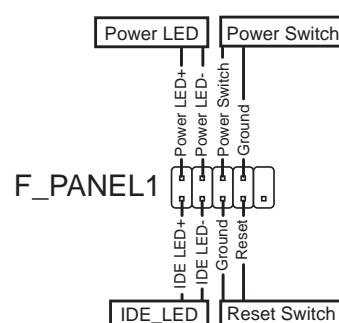 Power LED
Power Switch
Power LED+
Power LED-
Power Switch
Ground
F_PANEL1
IDE LED+
IDE LED-
Ground
Reset
IDE_LED
Reset Switch